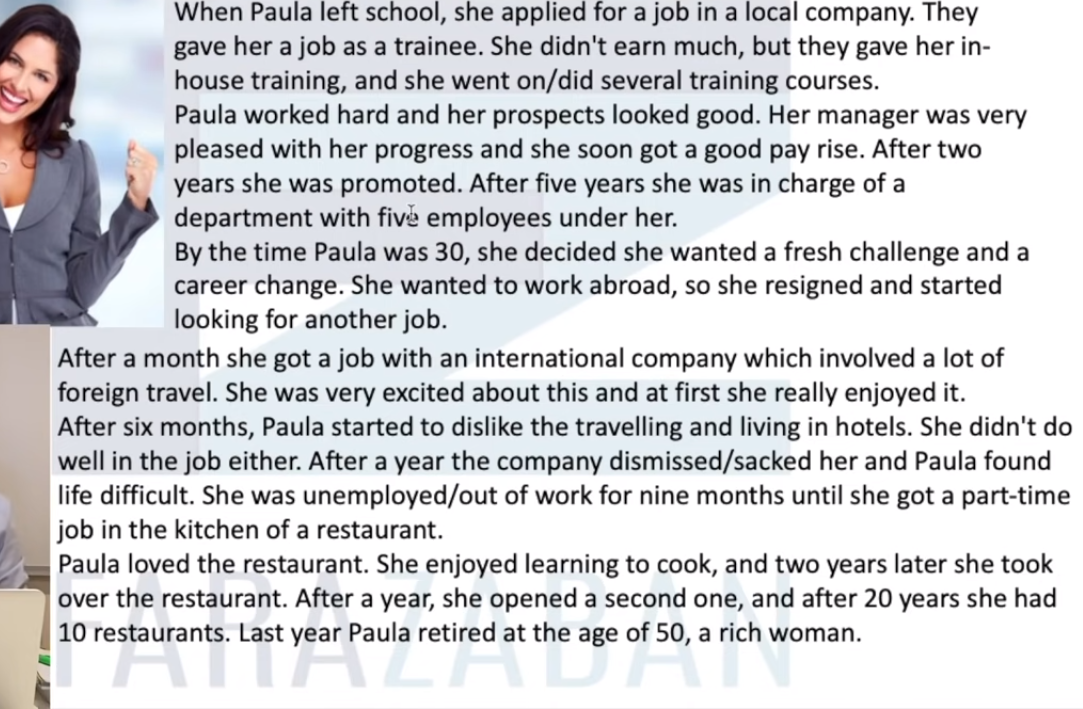 When Paula left school, she applied for a job in a local company. They
gave her a job as a trainee. She didn't earn much, but they gave her in-
house training, and she went on/did several training courses.
Paula worked hard and her prospects looked good. Her manager was very
pleased with her progress and she soon got a good pay rise. After two
years she was promoted. After five years she was in charge of a
department with five employees under her.
By the time Paula was 30, she decided she wanted a fresh challenge and a
career change. She wanted to work abroad, so she resigned and started
looking for another job.
After a month she got a job with an international company which involved a lot of
foreign travel. She was very excited about this and at first she really enjoyed it.
After six months, Paula started to dislike the travelling and living in hotels. She didn't do
well in the job either. After a year the company dismissed/sacked her and Paula found
life difficult. She was unemployed/out of work for nine months until she got a part-time
job in the kitchen of a restaurant.
Paula loved the restaurant. She enjoyed learning to cook, and two years later she took
over the restaurant. After a year, she opened a second one, and after 20 years she had
10 restaurants. Last year Paula retired at the age of 50, a rich woman.
FARAZABAN